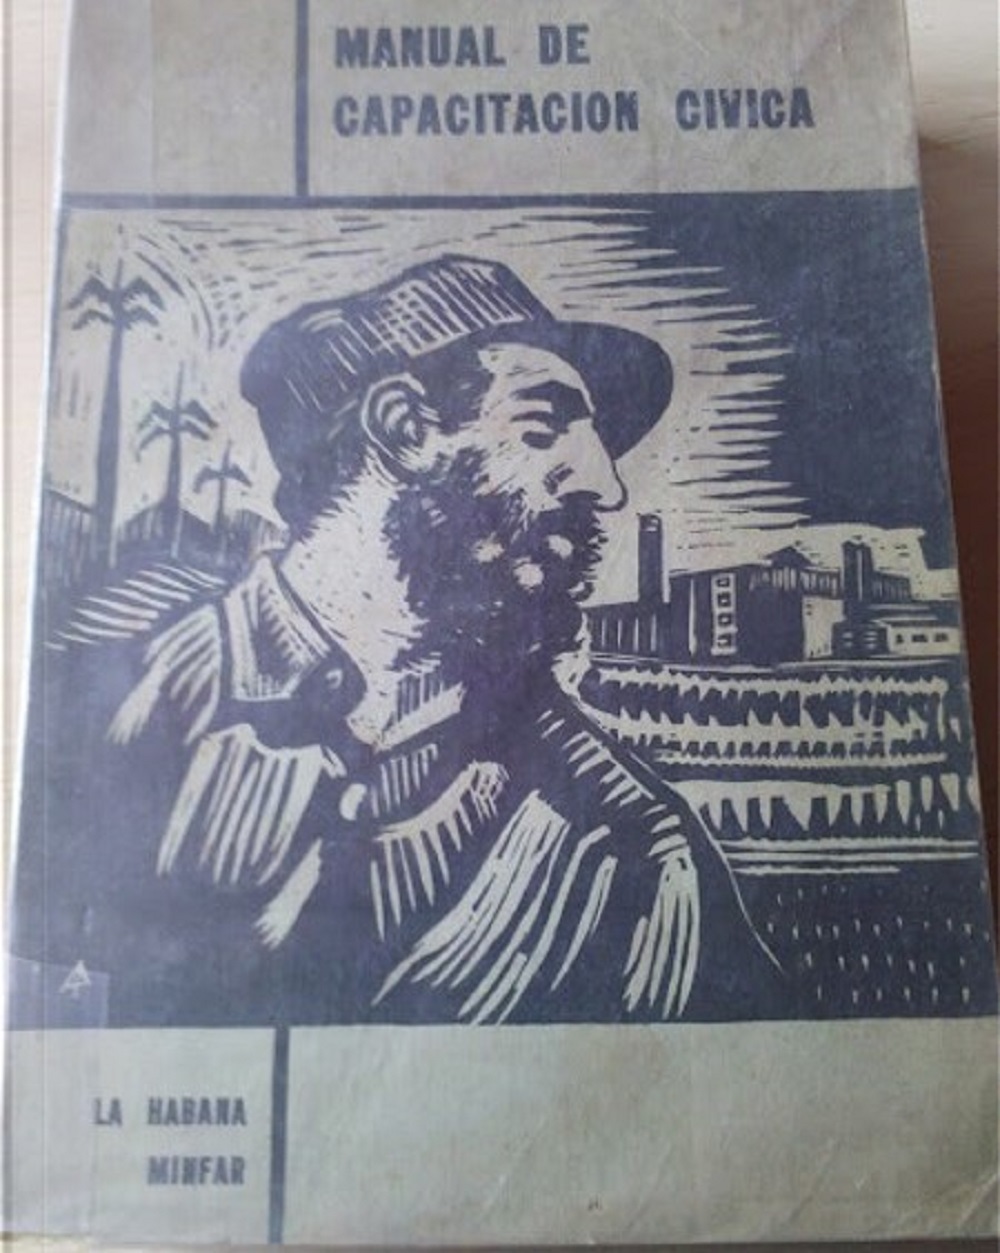 MANUAL DE
CAPACITACION CIVICA
LA HABANA
MINFAR